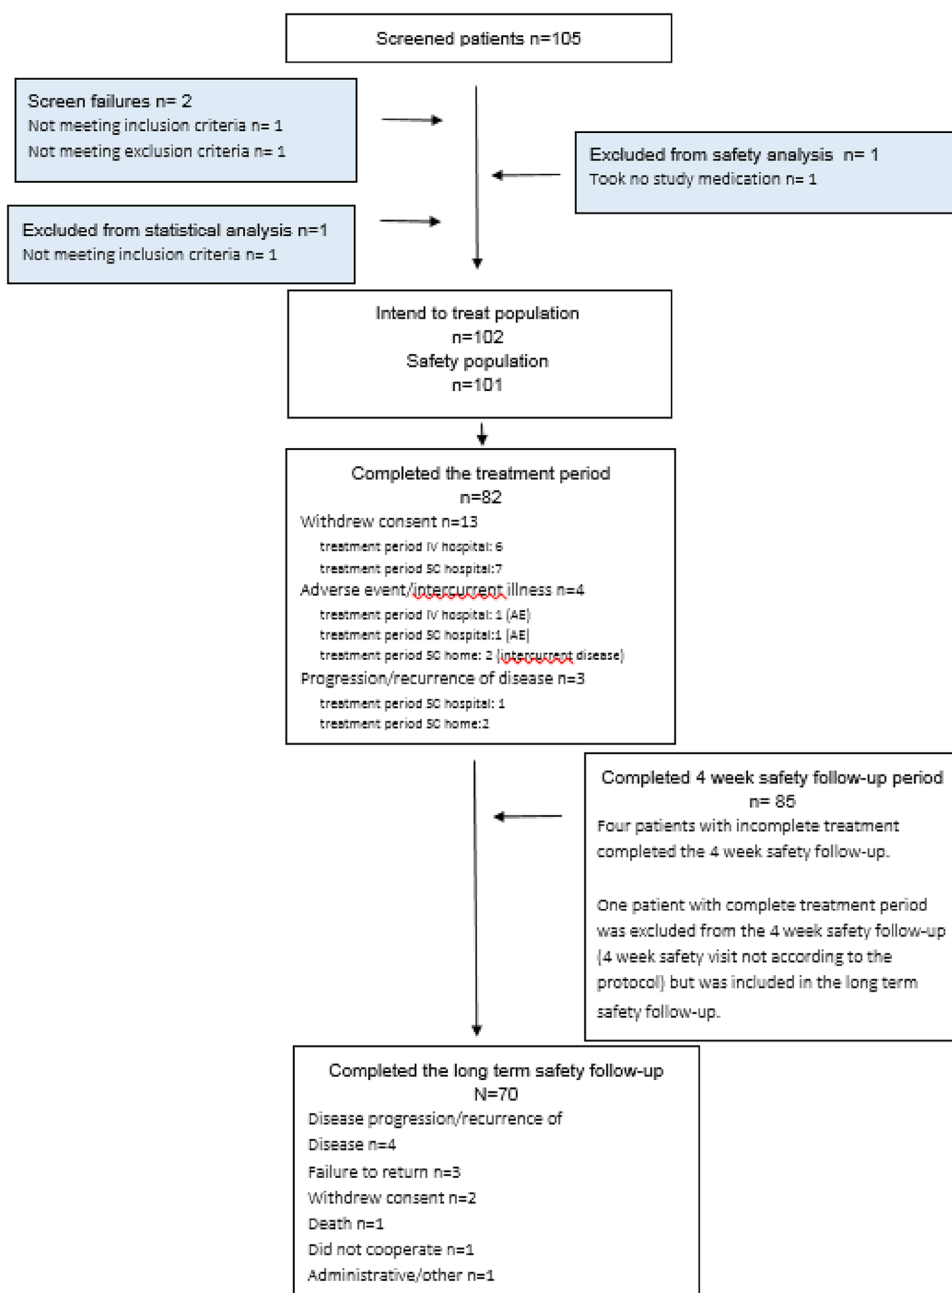 Screened patients n=105
Screen failures n= 2
Not meeting inclusion criteria n= 1
Not meeting exclusion criteria n= 1
Excluded from safety analysis n= 1
Took no study medication n= 1
Excluded from statistical analysis n=1
Not meeting inclusion criteria n= 1
Intend to treat population
n=102
Safety population
n=101
Completed the treatment period
n=82
Withdrew consent n=13
treatment period IV hospital: 6
treatment period SC hospital:7
Adverse event/intercurrent illness n=4
treatment period IV hospital: 1 (AE)
treatment period SC hospital:1 (AE)
treatment period SC home: 2 (intercurrent disease)
Progression/recurrence of disease n=3
treatment period SC hospital: 1
treatment period SC home:2
Completed 4 week safety follow-up period
n= 85
Four patients with incomplete treatment
completed the 4 week safety follow-up.
One patient with complete treatment period
was excluded from the 4 week safety follow-up
(4 week safety visit not according to the
protocol) but was included in the long term
safety follow-up.
Completed the long term safety follow-up
N=70
Disease progression/recurrence of
Disease n=4
Failure to return n=3
Withdrew consent n=2
Death n=1
Did not cooperate n=1
Administrative/other n=1